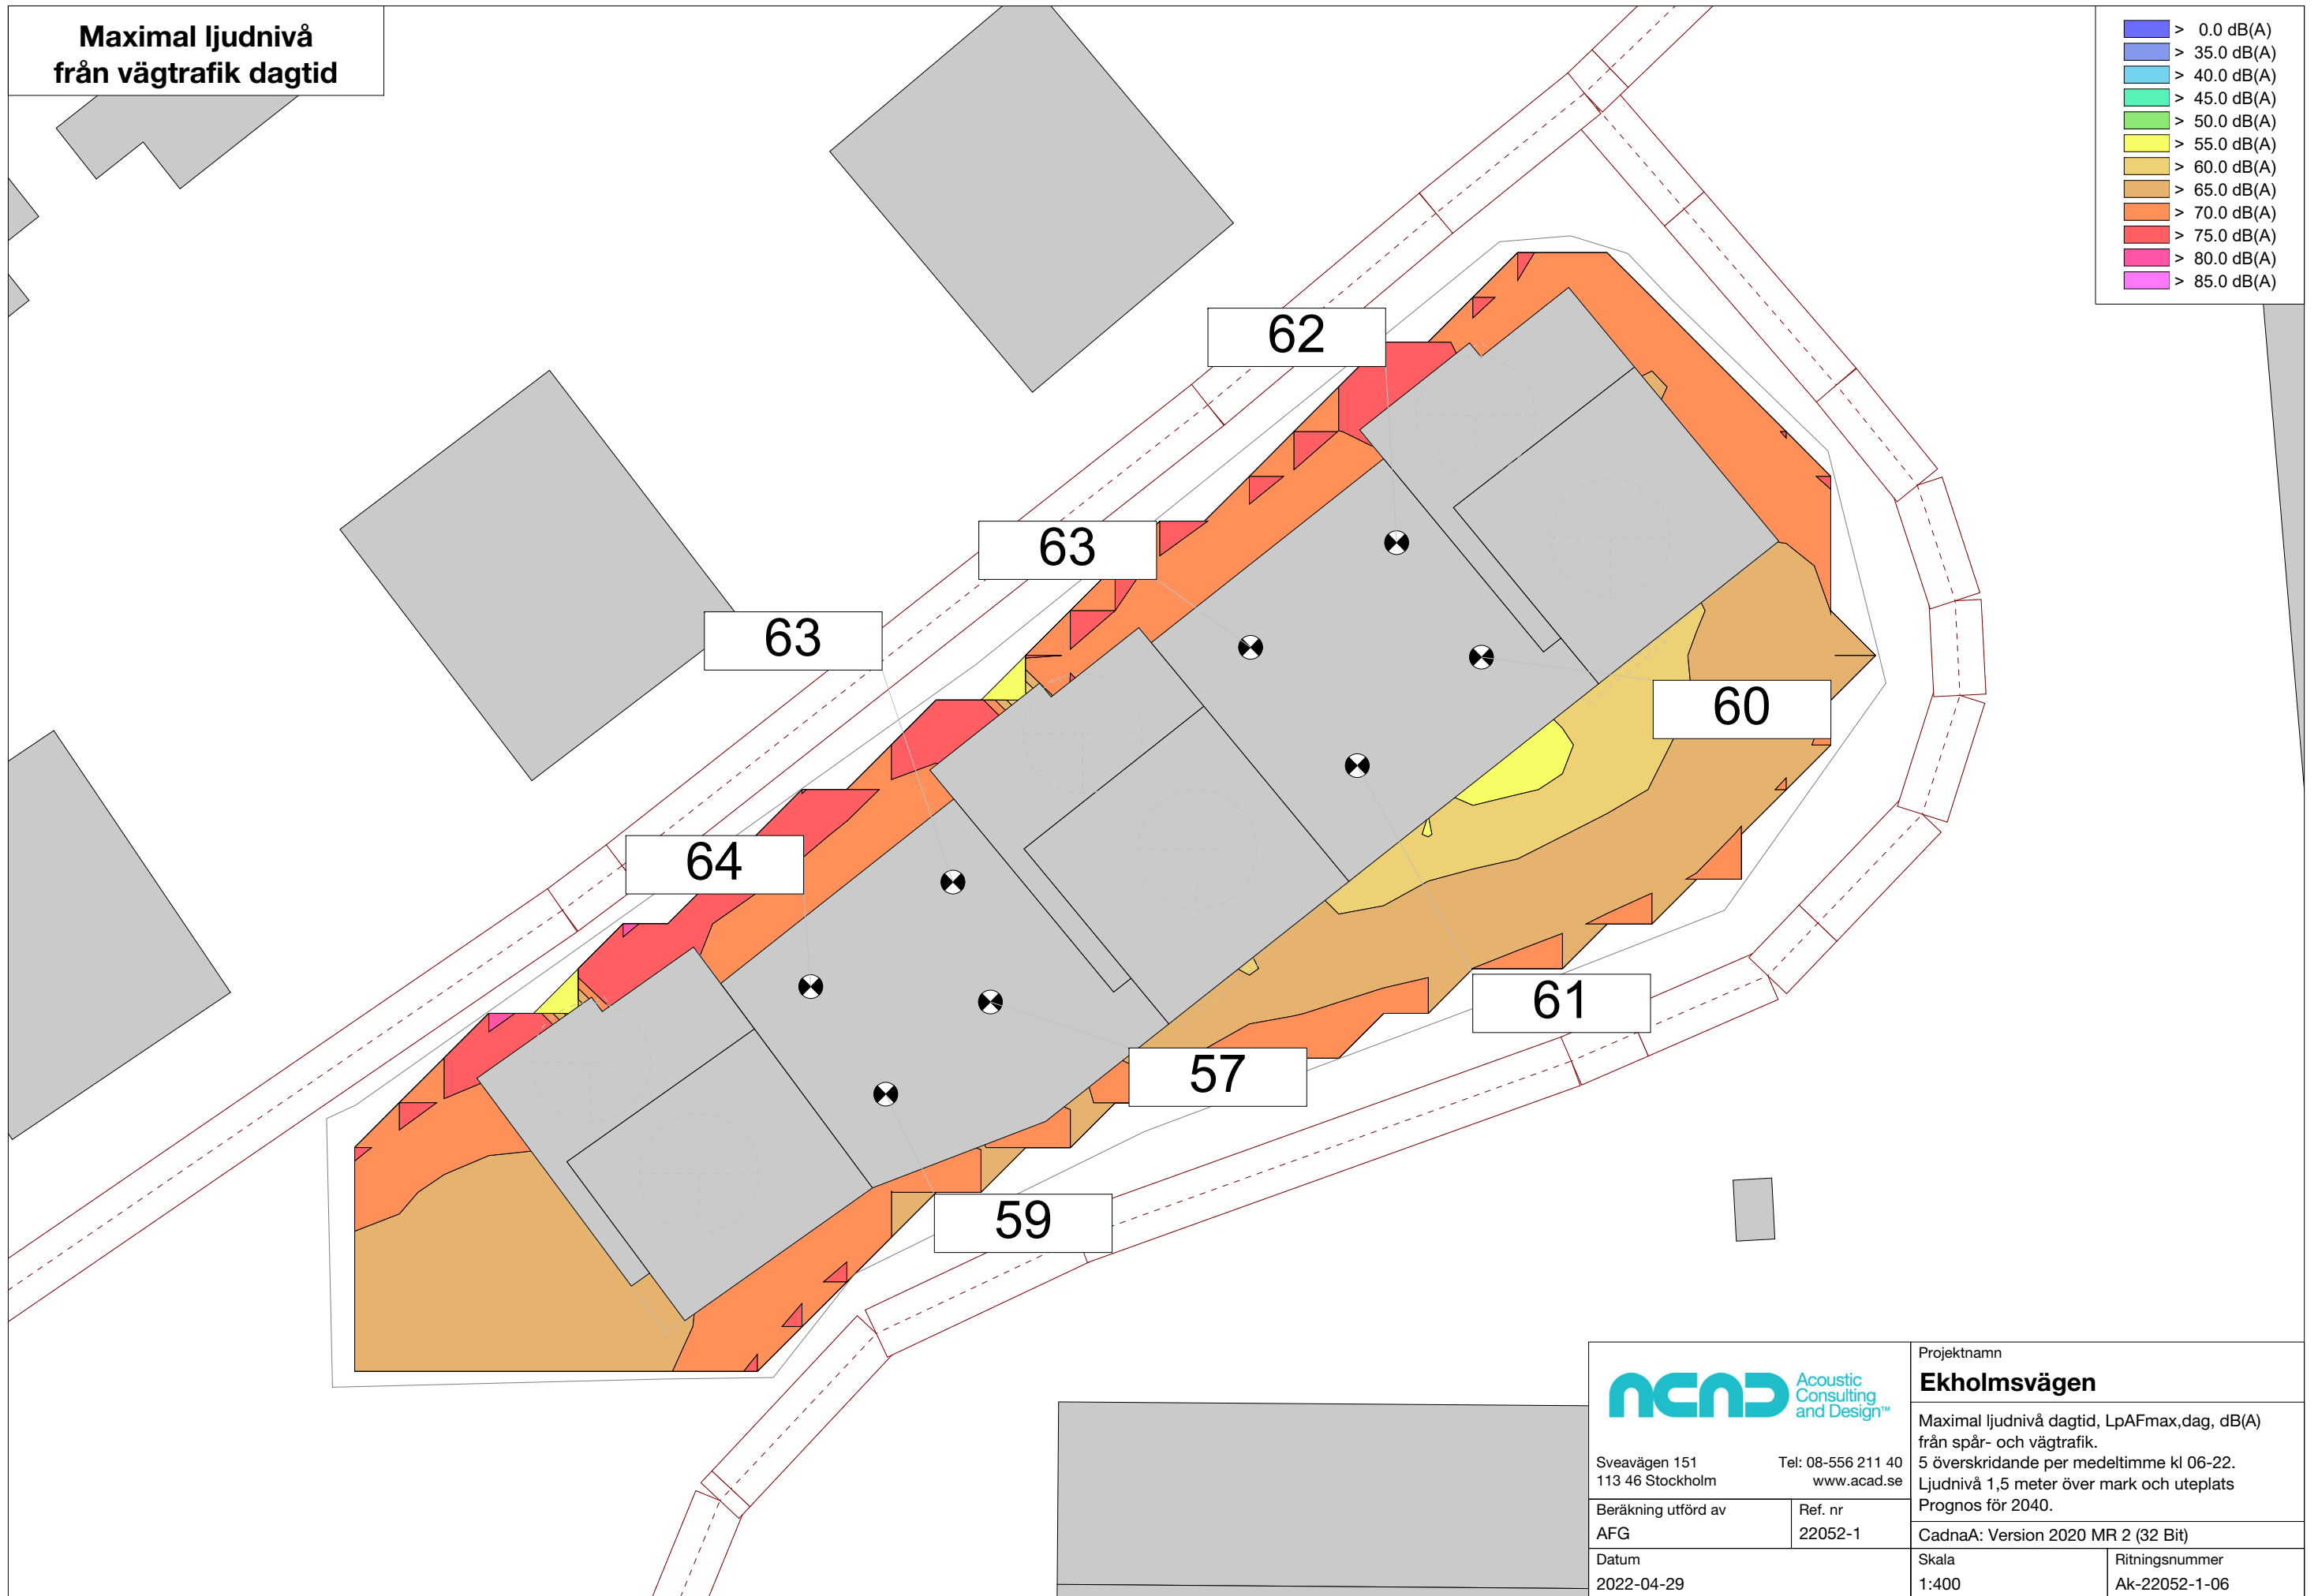 Maximal ljudnivå
från vägtrafik dagtid
> 0.0 dB(A)
> 35.0 dB(A)
> 40.0 dB(A)
> 45.0 dB(A)
> 50.0 dB(A)
> 55.0 dB(A)
> 60.0 dB(A)
> 65.0 dB(A)
> 70.0 dB(A)
> 75.0 dB(A)
> 80.0 dB(A)
> 85.0 dB(A)
62
63
63
60
64
61
57
59
ACAD
Acoustic
Consulting
and Design™
Sveavägen 151
113 46 Stockholm
Tel: 08-556 211 40
www.acad.se
Beräkning utförd av
AFG
Ref. nr
22052-1
Datum
2022-04-29
Projektnamn
Ekholmsvägen
Maximal ljudnivå dagtid, LpAFmax,dag, dB(A)
från spår- och vägtrafik.
5 överskridande per medeltimme kl 06-22.
Ljudnivå 1,5 meter över mark och uteplats
Prognos för 2040.
CadnaA: Version 2020 MR 2 (32 Bit)
Skala
1:400
Ritningsnummer
Ak-22052-1-06